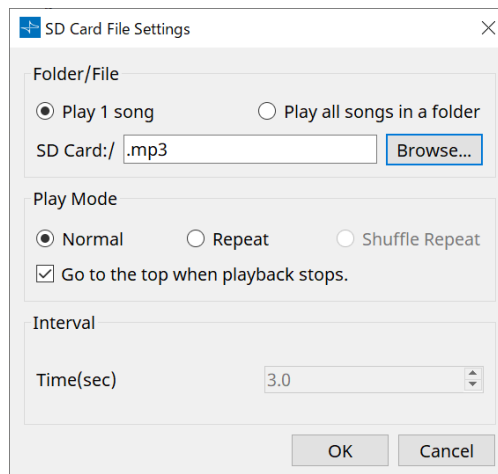 SD Card File Settings
Folder/File
Play 1 song Play all songs in a folder
SD Card:/ .mp3 Browse...
Play Mode
Normal Repeat Shuffle Repeat
Go to the top when playback stops.
Interval
Time(sec) 3.0
OK Cancel